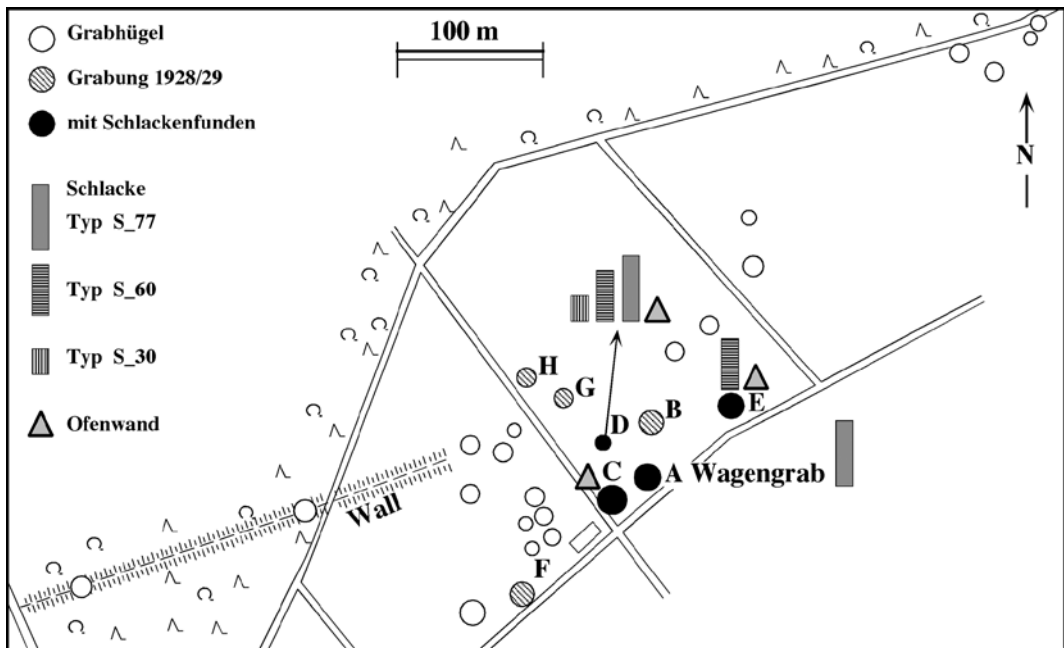 Grabhügel
Grabung 1928/29
mit Schlackenfunden
Schlacke
Typ S_77
Typ S_60
Typ S_30
Ofenwand
100 m
N
H
G
B
E
D
C
A Wagengrab
Wall
F